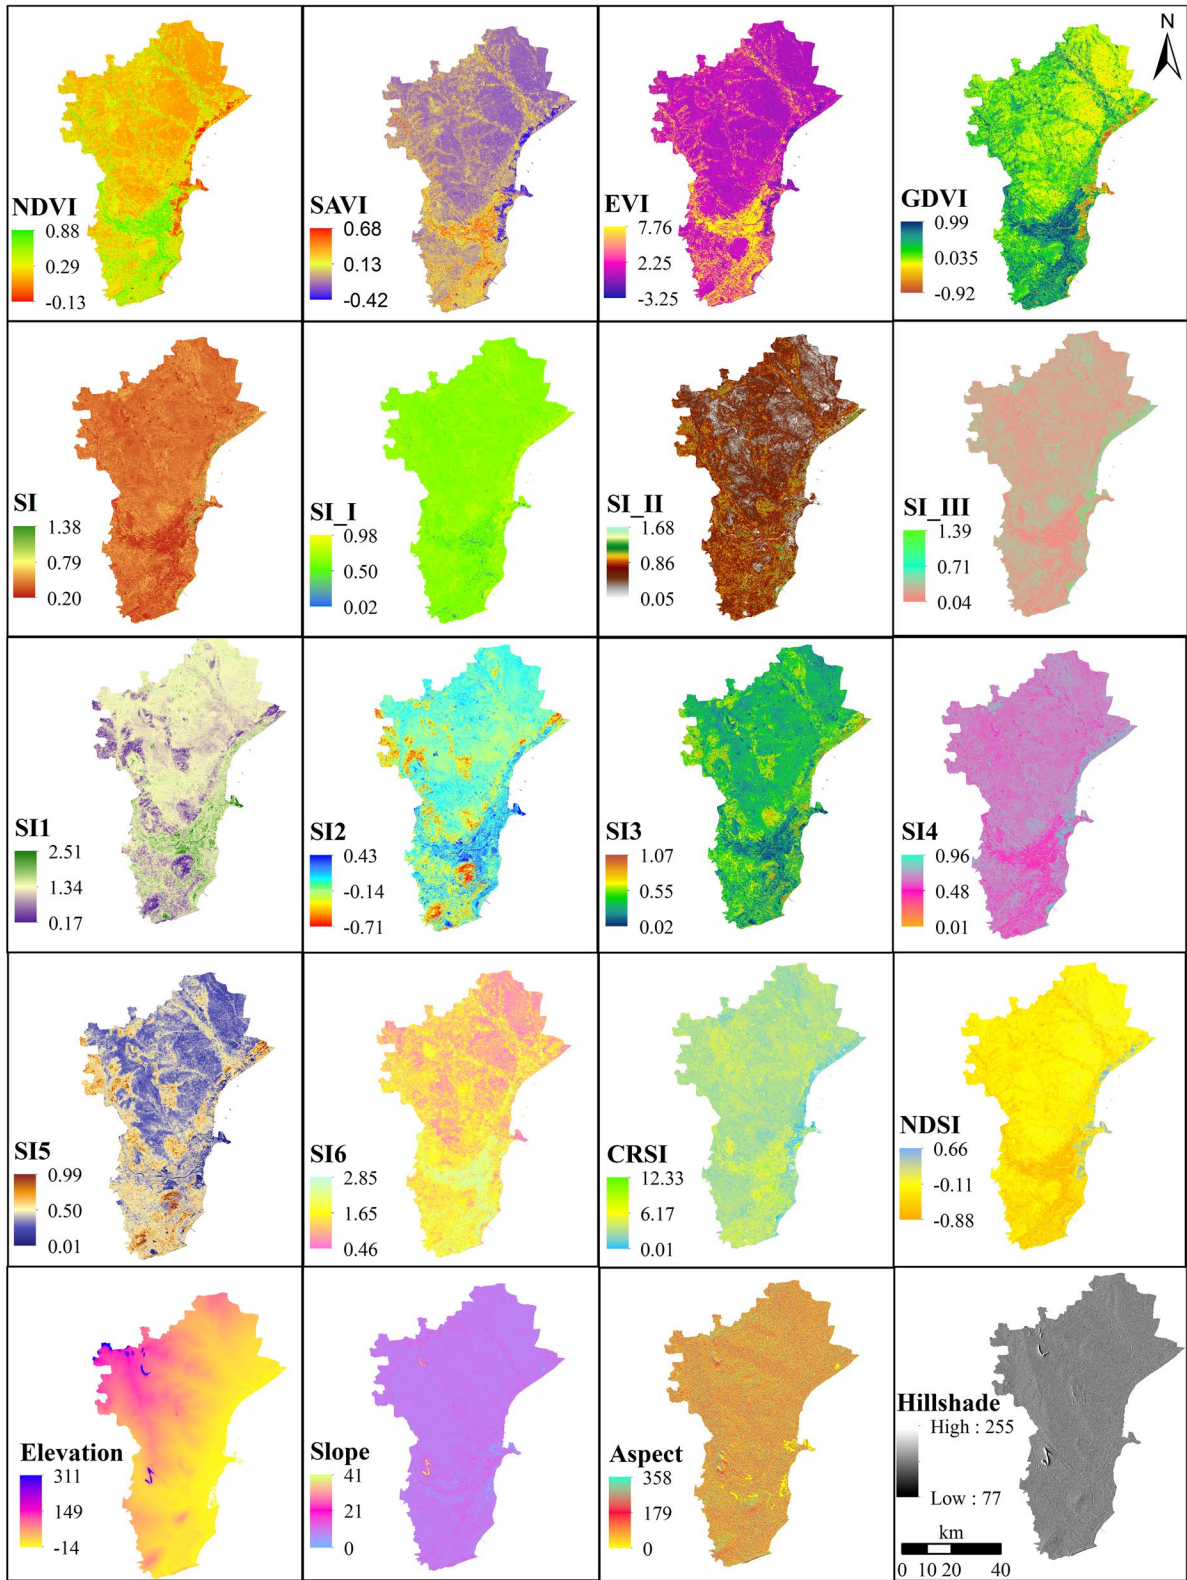 N
NDVI
0.88
0.29
-0.13
SAVI
0.68
0.13
-0.42
EVI
7.76
2.25
-3.25
GDVI
0.99
0.035
-0.92
SI
1.38
0.79
0.20
SI_I
0.98
0.50
0.02
SI_II
1.68
0.86
0.05
SI_III
1.39
0.71
0.04
SI1
2.51
1.34
0.17
SI2
0.43
-0.14
-0.71
SI3
1.07
0.55
0.02
SI4
0.96
0.48
0.01
SI5
0.99
0.50
0.01
SI6
2.85
1.65
0.46
CRSI
12.33
6.17
0.01
NDSI
0.66
-0.11
-0.88
Elevation
311
149
-14
Slope
41
21
0
Aspect
358
179
0
Hillshade
High : 255
Low : 77
km
0 10 20 40